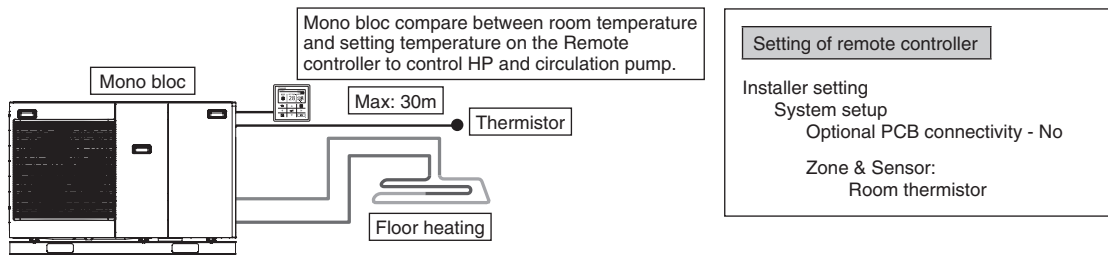 Mono bloc compare between room temperature
and setting temperature on the Remote
controller to control HP and circulation pump.
Mono bloc
Max: 30m
Thermistor
Floor heating
Setting of remote controller
Installer setting
System setup
Optional PCB connectivity - No
Zone & Sensor:
Room thermistor